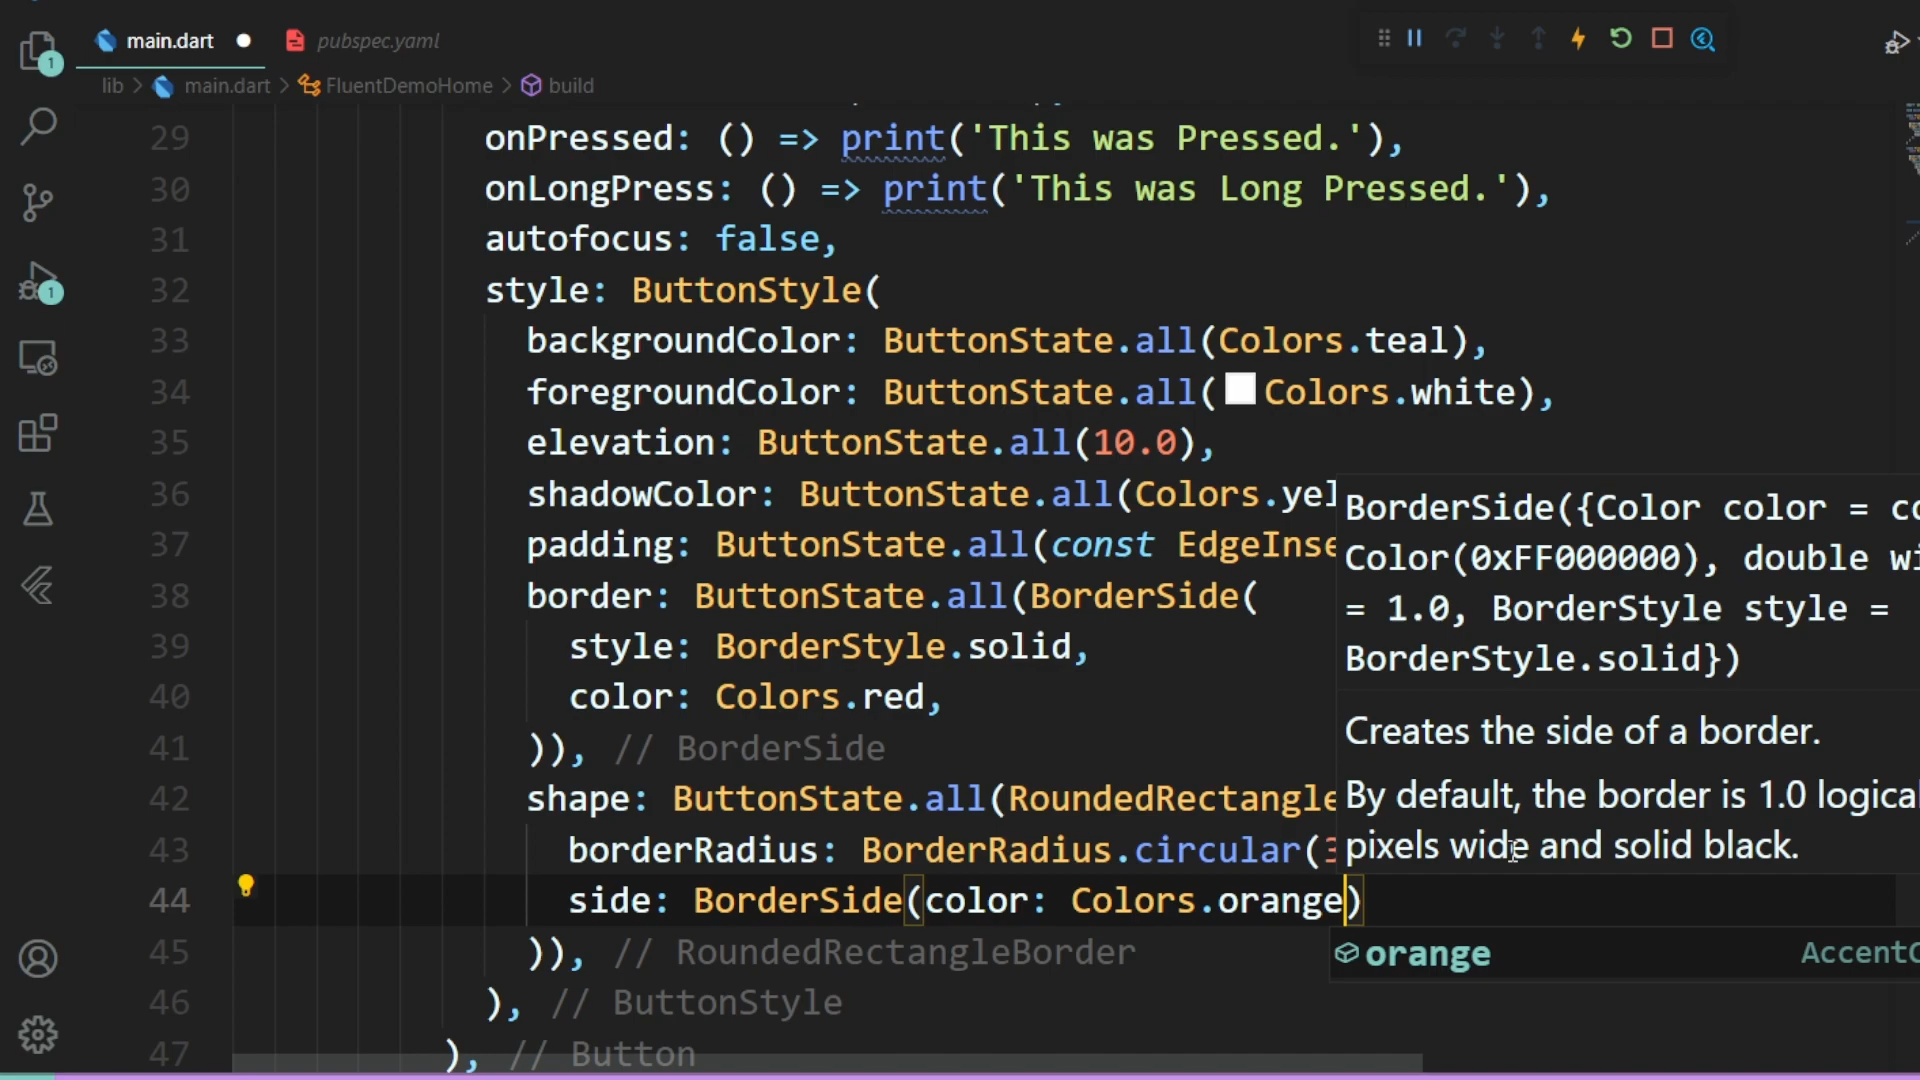 main.dart
pubspec.yaml
lib > main.dart > FluentDemoHome > build
29 onPressed: () => print('This was Pressed.'),
30 onLongPress: () => print('This was Long Pressed.'),
31 autofocus: false,
32 style: ButtonStyle(
33 backgroundColor: ButtonState.all(Colors.teal),
34 foregroundColor: ButtonState.all(Colors.white),
35 elevation: ButtonState.all(10.0),
36 shadowColor: ButtonState.all(Colors.yel
37 padding: ButtonState.all(const EdgeInse
38 border: ButtonState.all(BorderSide(
39 style: BorderStyle.solid,
40 color: Colors.red,
41 )), // BorderSide
42 shape: ButtonState.all(RoundedRectangle
43 borderRadius: BorderRadius.circular(3
44 side: BorderSide(color: Colors.orange)
45 )), // RoundedRectangleBorder
46 ), // ButtonStyle
47 ), // Button
BorderSide({Color color = co
Color(0xFF000000), double wi
= 1.0, BorderStyle style =
BorderStyle.solid})
Creates the side of a border.
By default, the border is 1.0 logical
pixels wide and solid black.
orange AccentC
1
1